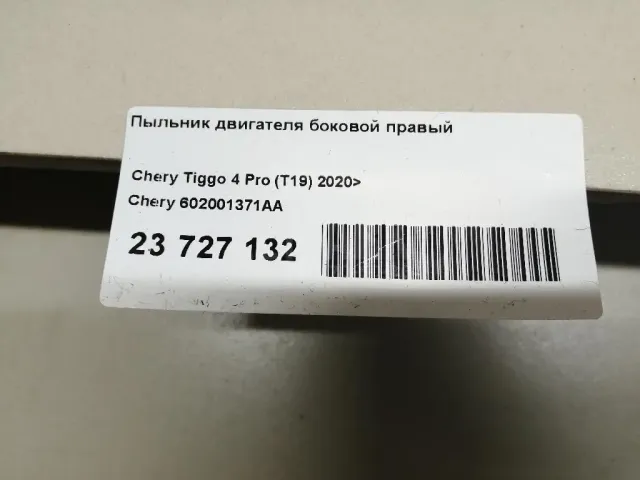 Пыльник двигателя боковой правый
Chery Tiggo 4 Pro (T19) 2020>
Chery 602001371AA
23 727 132